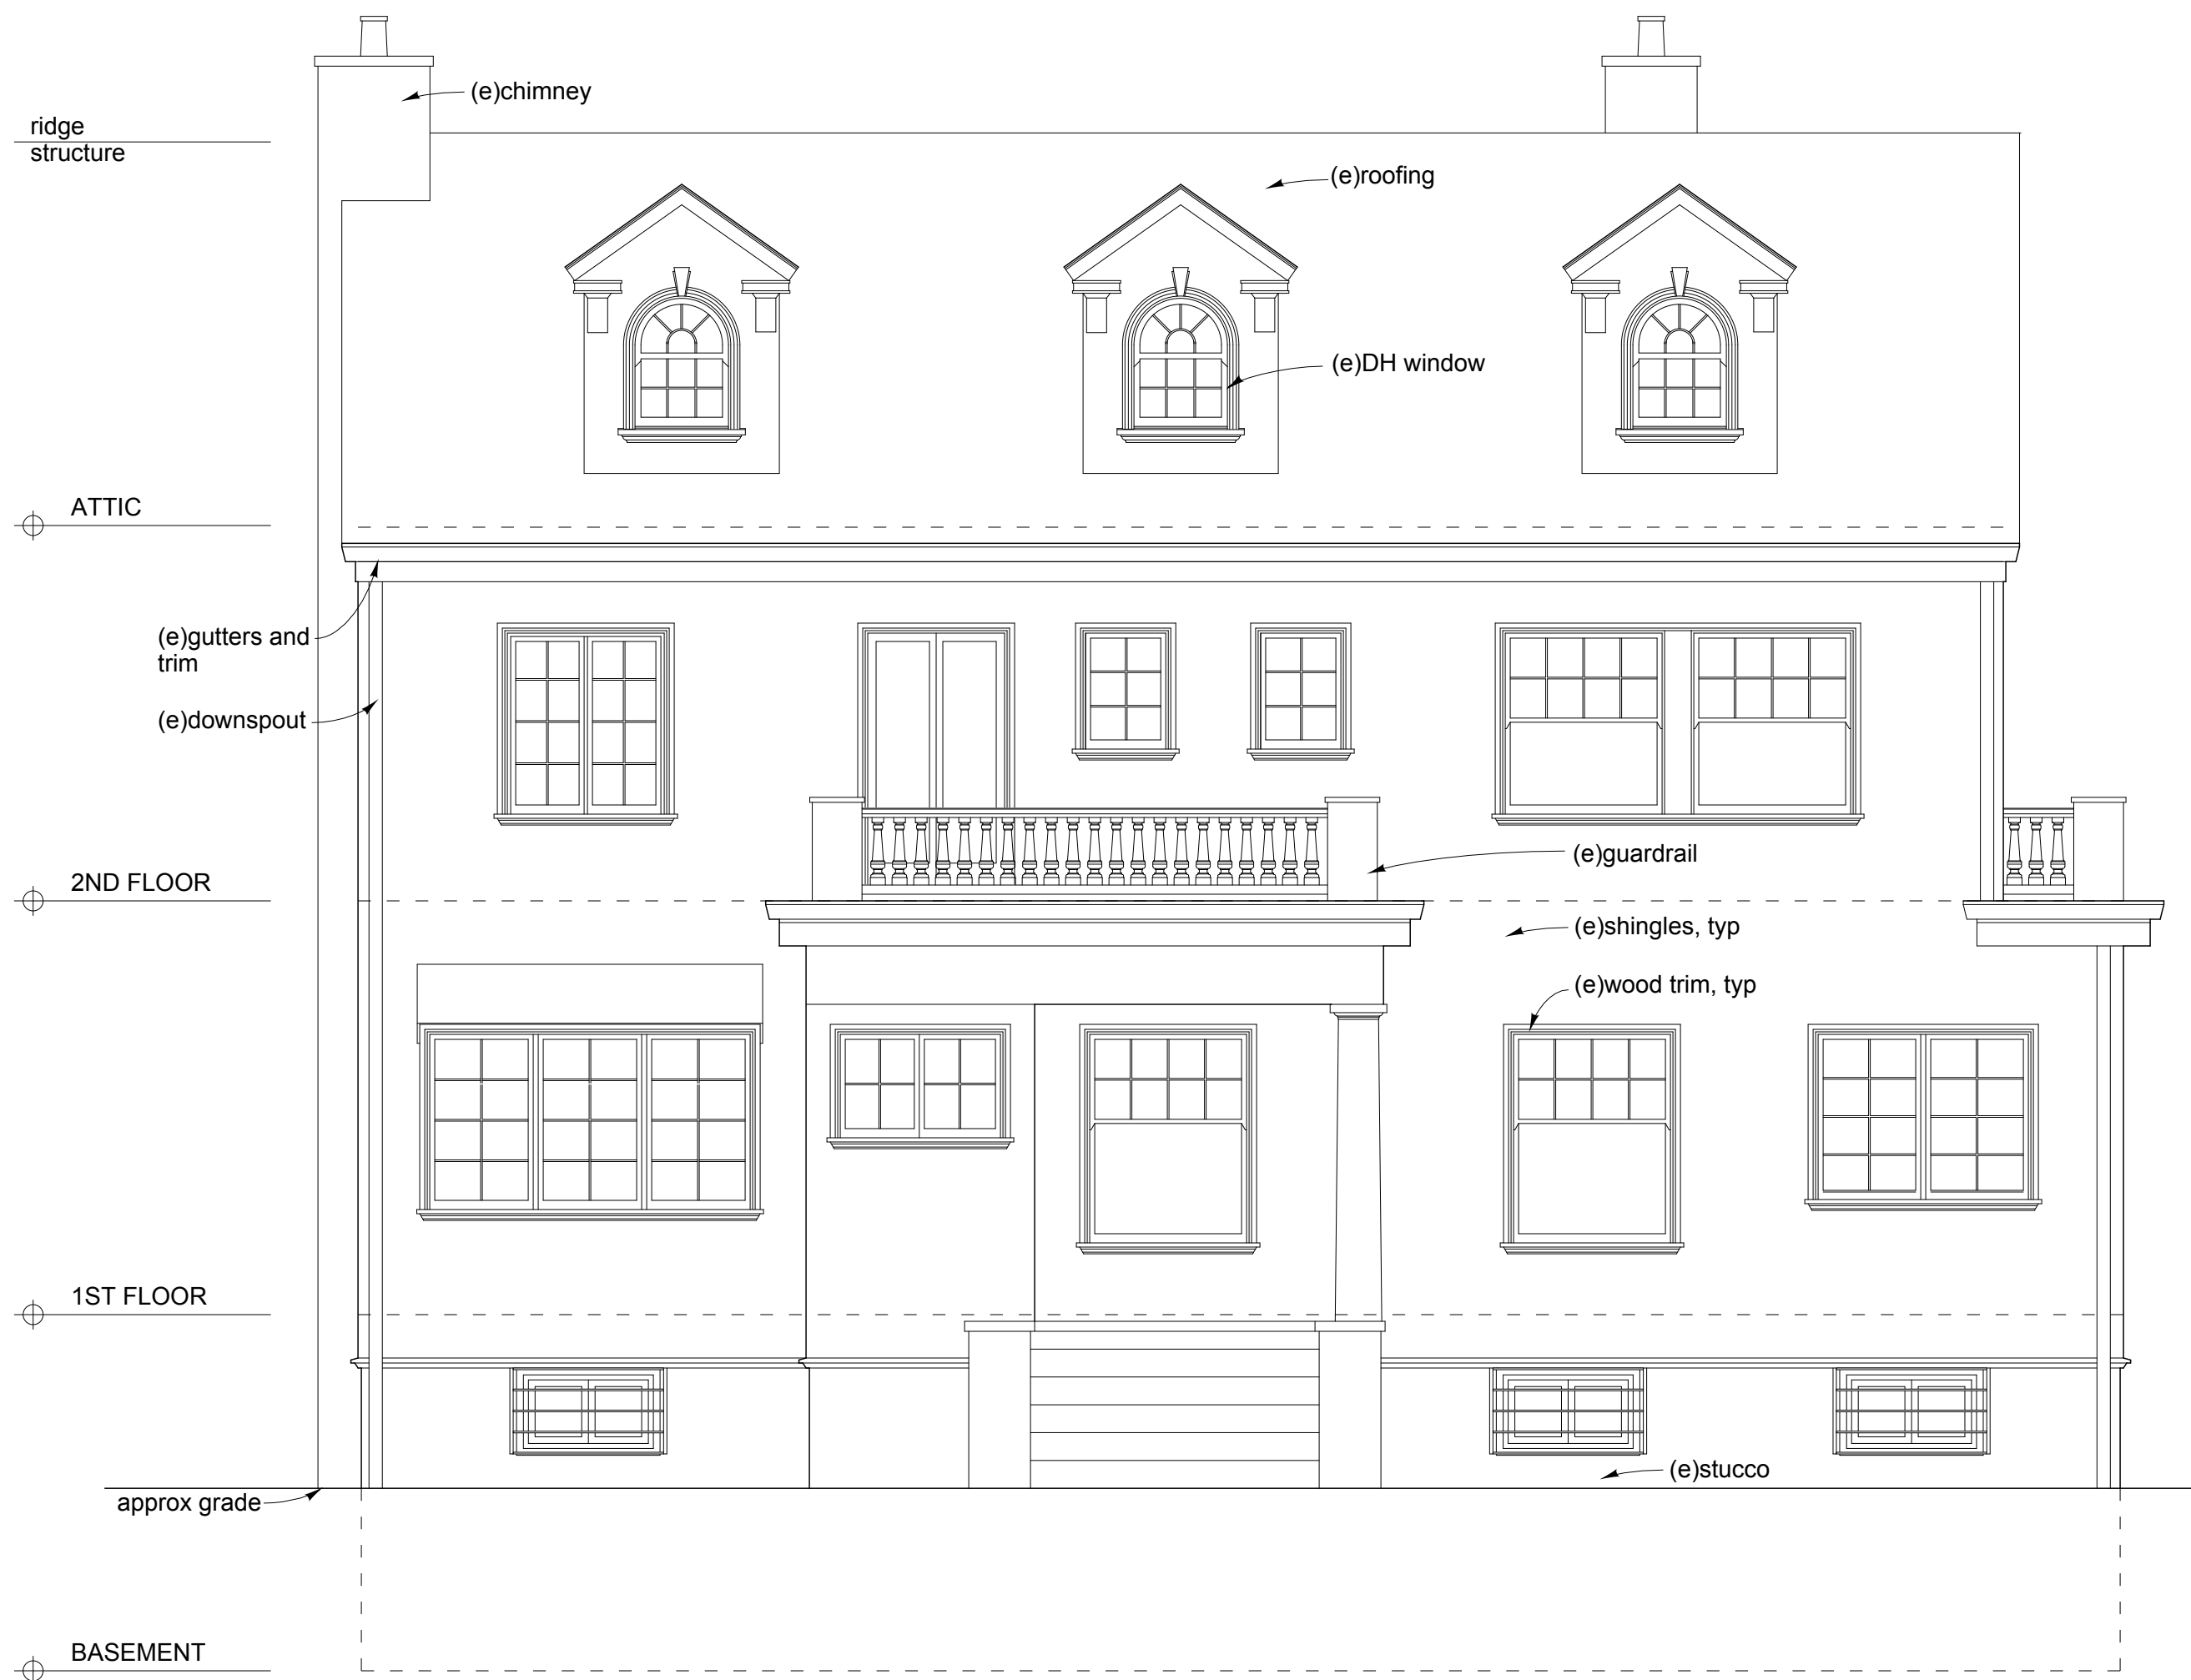 (e)chimney
ridge
structure
(e)roofing
(e)DH window
ATTIC
(e)gutters and
trim
(e)downspout
(e)guardrail
2ND FLOOR
(e)shingles, typ
(e)wood trim, typ
1ST FLOOR
(e)stucco
approx grade
BASEMENT